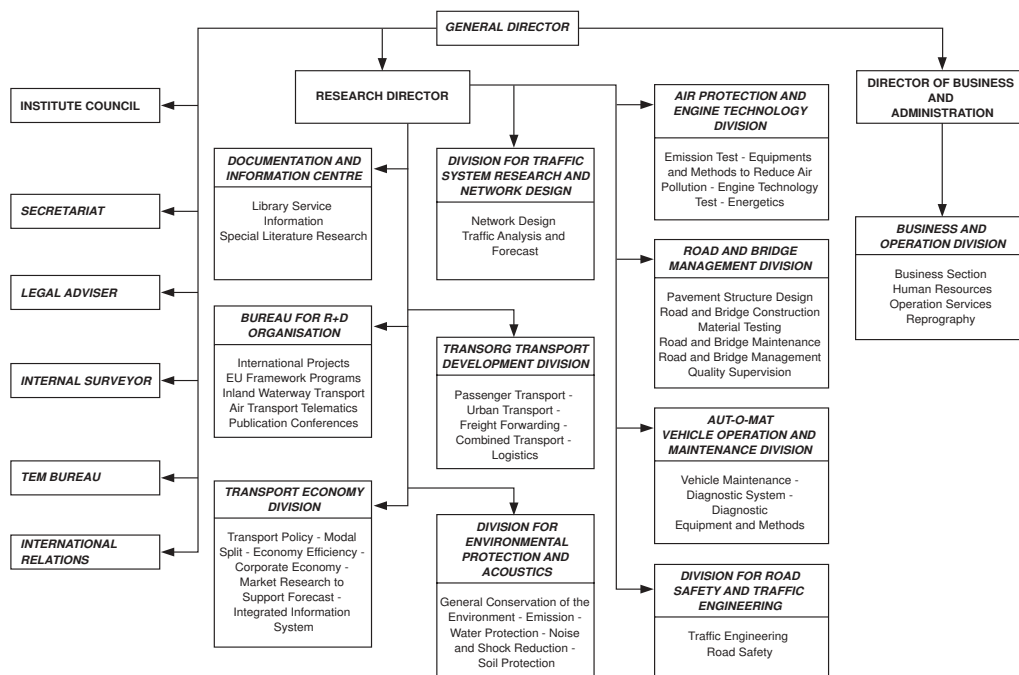 GENERAL DIRECTOR
INSTITUTE COUNCIL
SECRETARIAT
LEGAL ADVISER
INTERNAL SURVEYOR
TEM BUREAU
INTERNATIONAL
RELATIONS
RESEARCH DIRECTOR
DOCUMENTATION AND
INFORMATION CENTRE
Library Service
Information
Special Literature Research
BUREAU FOR R+D
ORGANISATION
International Projects
EU Framework Programs
Inland Waterway Transport
Air Transport Telematics
Publication Conferences
TRANSPORT ECONOMY
DIVISION
Transport Policy - Modal
Split - Economy Efficiency -
Corporate Economy -
Market Research to
Support Forecast -
Integrated Information
System
DIVISION FOR TRAFFIC
SYSTEM RESEARCH AND
NETWORK DESIGN
Network Design
Traffic Analysis and
Forecast
TRANSORG TRANSPORT
DEVELOPMENT DIVISION
Passenger Transport -
Urban Transport -
Freight Forwarding -
Combined Transport -
Logistics
DIVISION FOR
ENVIRONMENTAL
PROTECTION AND
ACOUSTICS
General Conservation of the
Environment - Emission -
Water Protection - Noise
and Shock Reduction -
Soil Protection
AIR PROTECTION AND
ENGINE TECHNOLOGY
DIVISION
Emission Test - Equipments
and Methods to Reduce Air
Pollution - Engine Technology
Test - Energetics
ROAD AND BRIDGE
MANAGEMENT DIVISION
Pavement Structure Design
Road and Bridge Construction
Material Testing
Road and Bridge Maintenance
Road and Bridge Management
Quality Supervision
AUT-O-MAT
VEHICLE OPERATION AND
MAINTENANCE DIVISION
Vehicle Maintenance -
Diagnostic System -
Diagnostic
Equipment and Methods
DIVISION FOR ROAD
SAFETY AND TRAFFIC
ENGINEERING
Traffic Engineering
Road Safety
DIRECTOR OF BUSINESS
AND
ADMINISTRATION
BUSINESS AND
OPERATION DIVISION
Business Section
Human Resources
Operation Services
Reprography